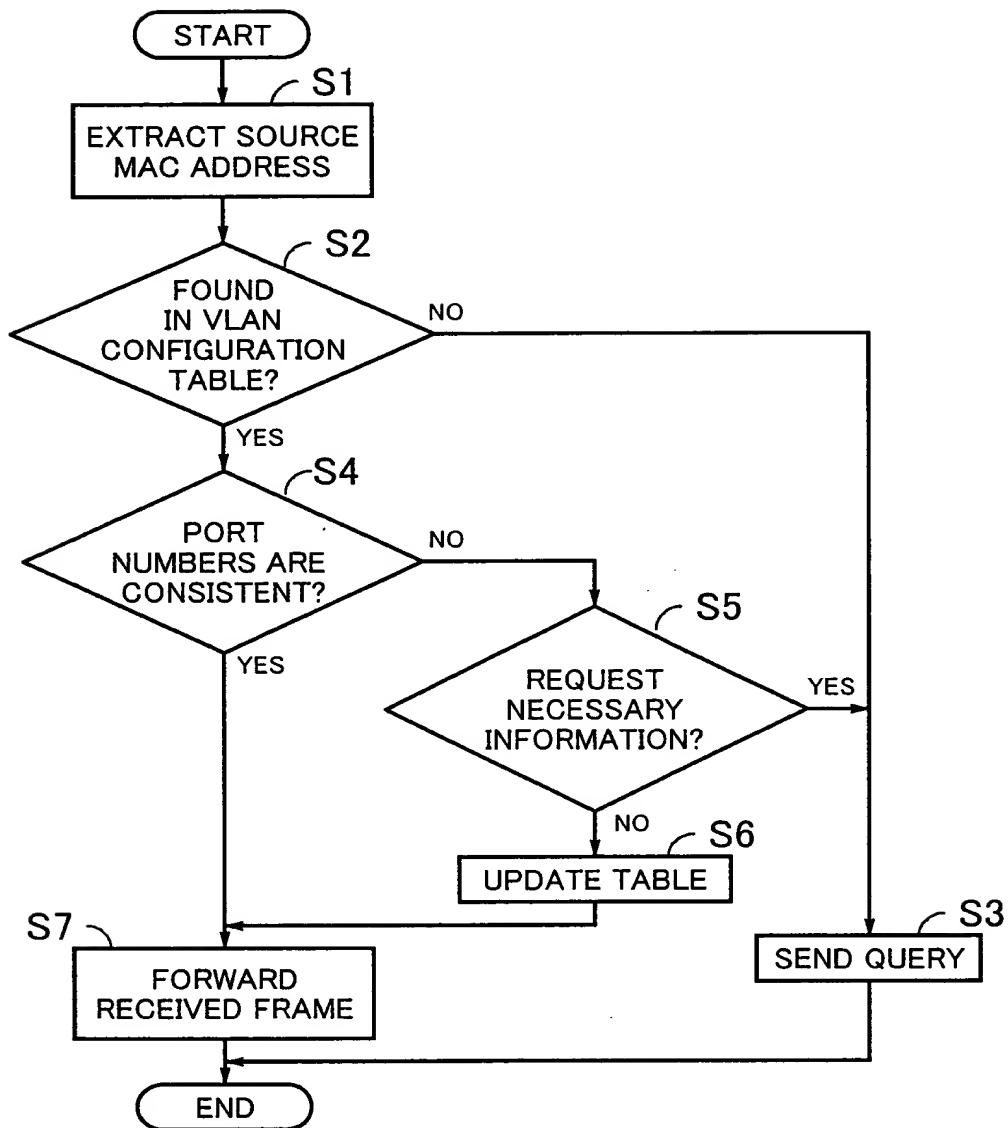 START
S1
EXTRACT SOURCE
MAC ADDRESS
S2
FOUND
IN VLAN
CONFIGURATION
TABLE?
NO
YES
S4
PORT
NUMBERS ARE
CONSISTENT?
NO
YES
S5
REQUEST
NECESSARY
INFORMATION?
YES
NO
S6
UPDATE TABLE
S7
FORWARD
RECEIVED FRAME
S3
SEND QUERY
END